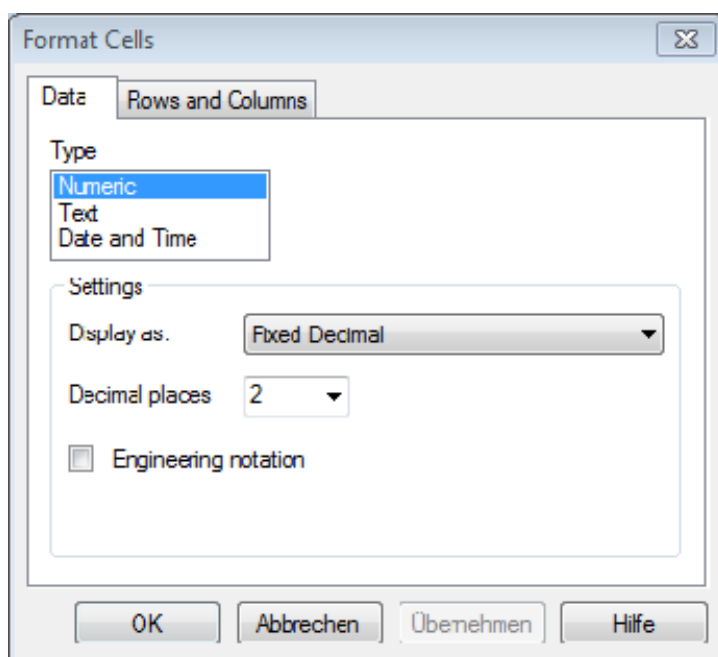 Format Cells
Data Rows and Columns
Type
Numeric
Text
Date and Time
Settings
Display as: Fixed Decimal
Decimal places 2
Engineering notation
OK Abbrechen Übernehmen Hilfe